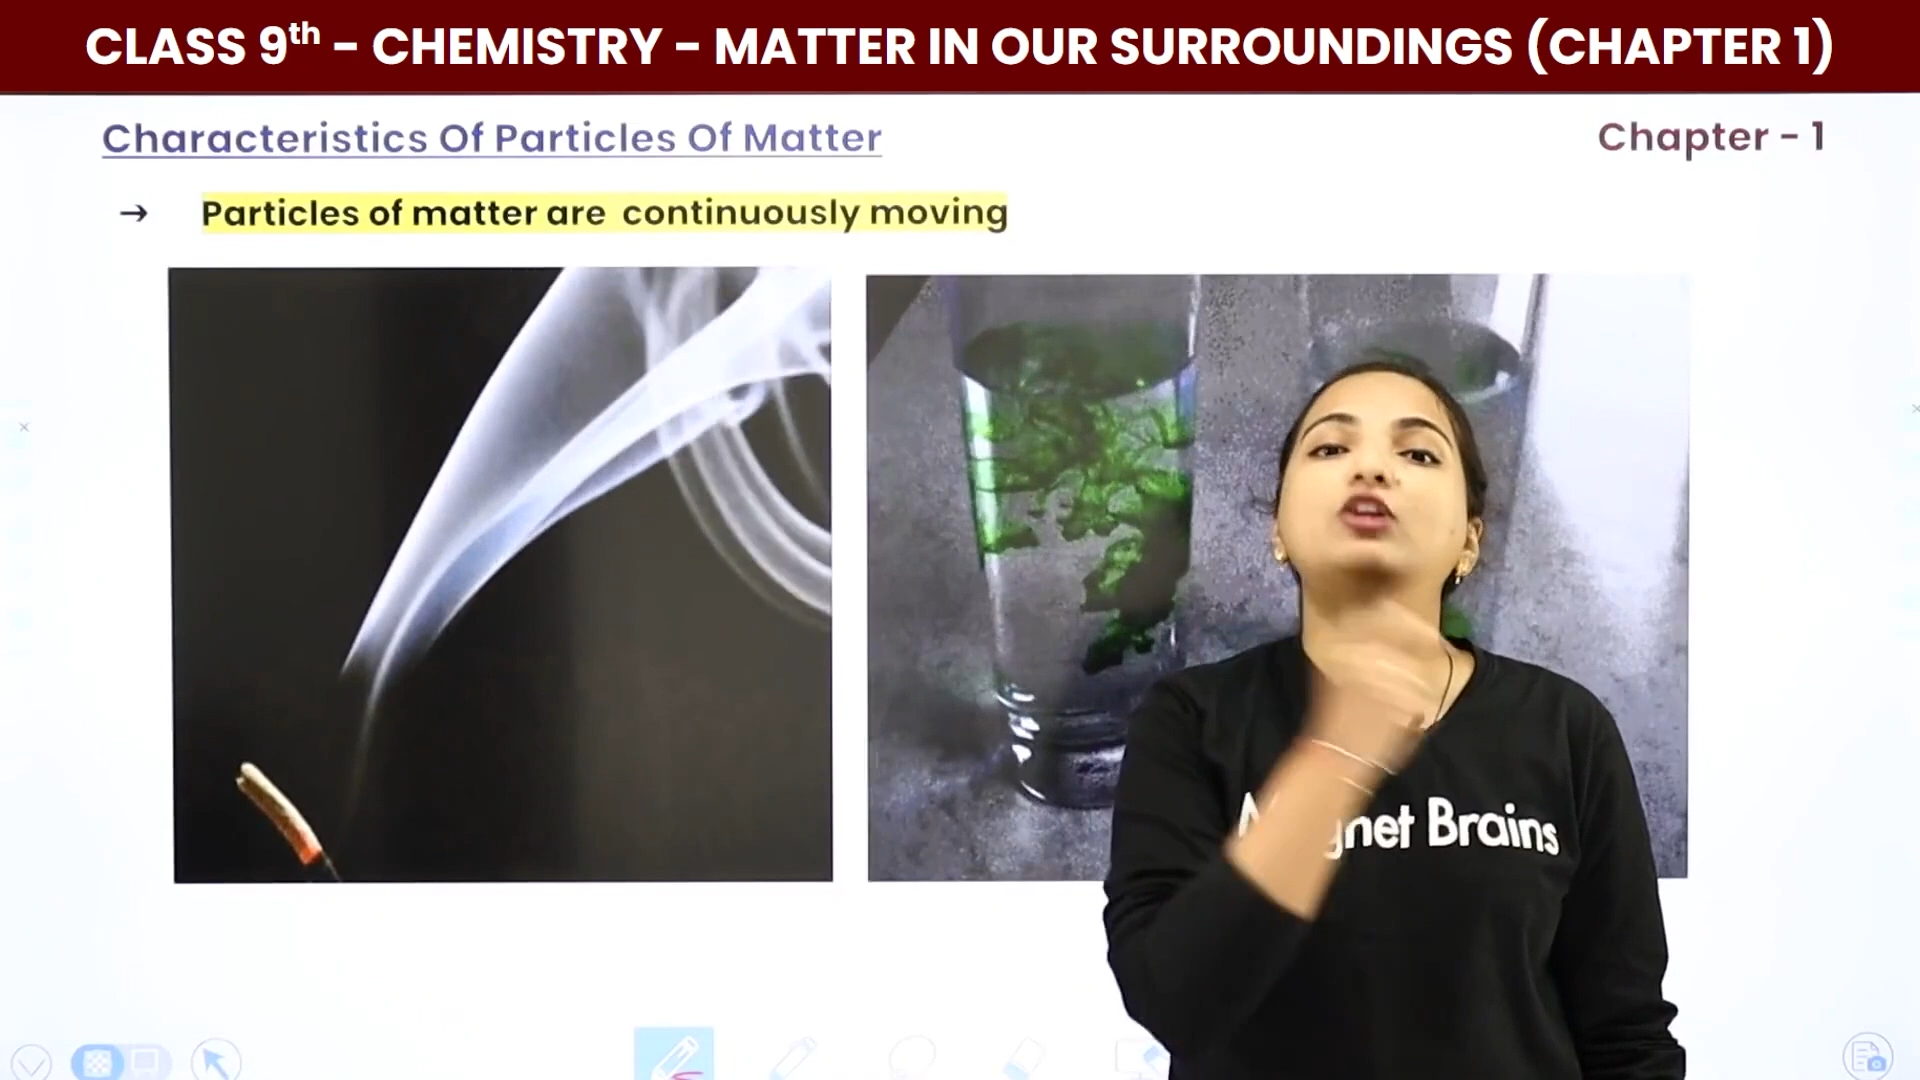 CLASS 9th - CHEMISTRY - MATTER IN OUR SURROUNDINGS (CHAPTER 1)
Characteristics Of Particles Of Matter
Chapter - 1
→ Particles of matter are continuously moving
Brains